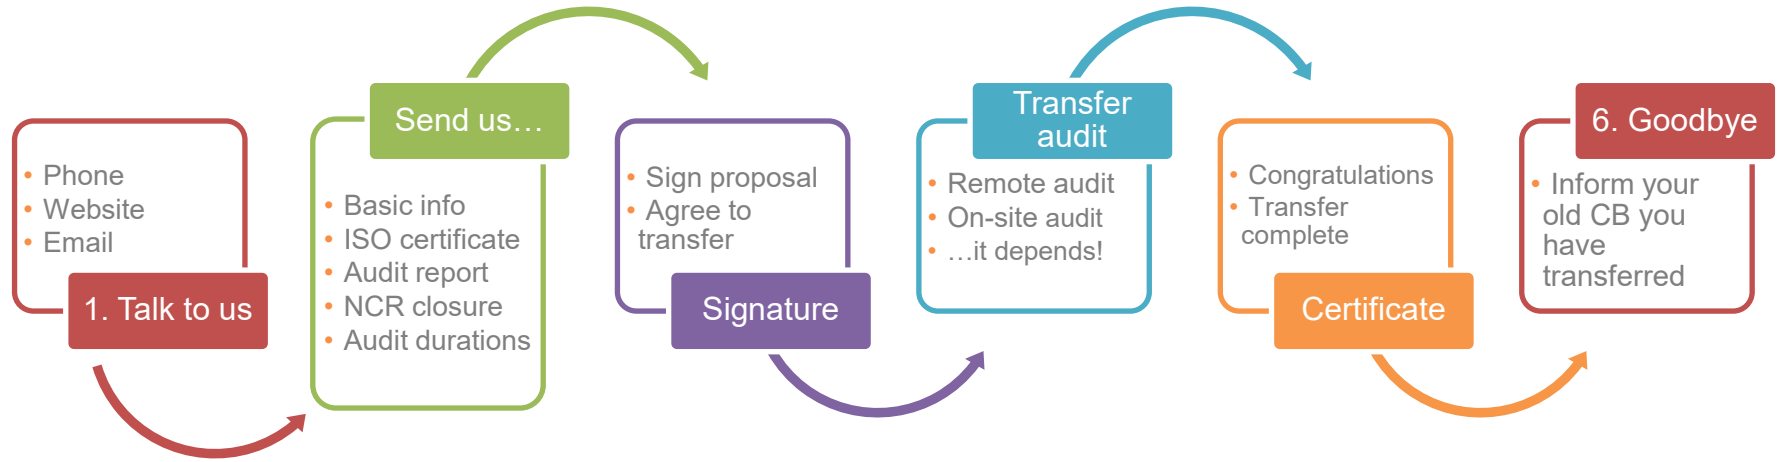 • Phone
• Website
• Email
1. Talk to us
Send us…
• Basic info
• ISO certificate
• Audit report
• NCR closure
• Audit durations
• Sign proposal
• Agree to
transfer
Signature
Transfer
audit
• Remote audit
• On-site audit
• …it depends!
• Congratulations
• Transfer
complete
Certificate
6. Goodbye
• Inform your
old CB you
have
transferred